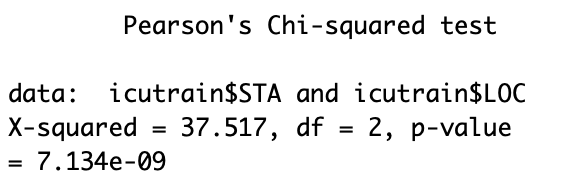 Pearson's Chi-squared test
data:  icutrain$STA and icutrain$LOC
X-squared = 37.517, df = 2, p-value
= 7.134e-09